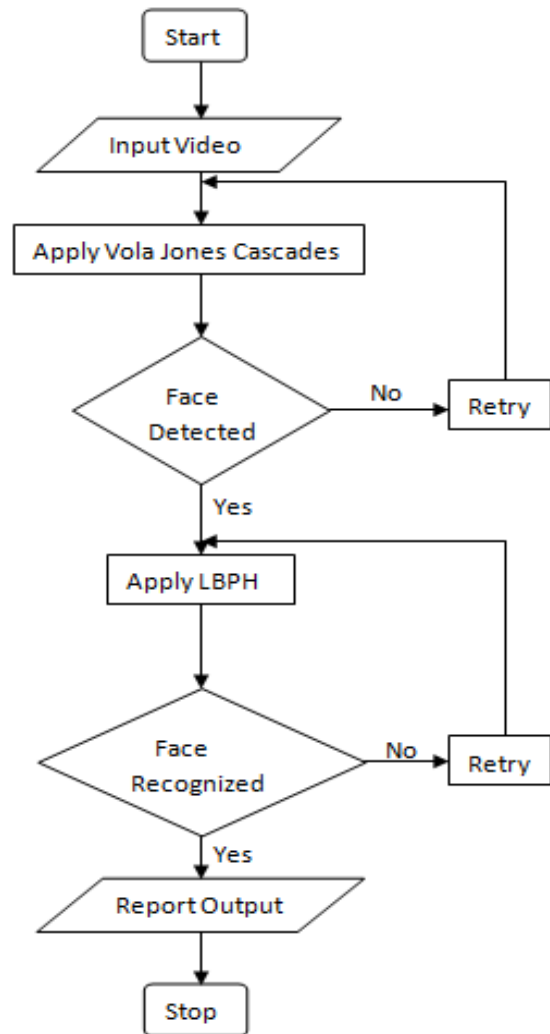 Start
Input Video
Apply Vola Jones Cascades
Face
Detected
No
Retry
Yes
Apply LBPH
Face
Recognized
No
Retry
Yes
Report Output
Stop